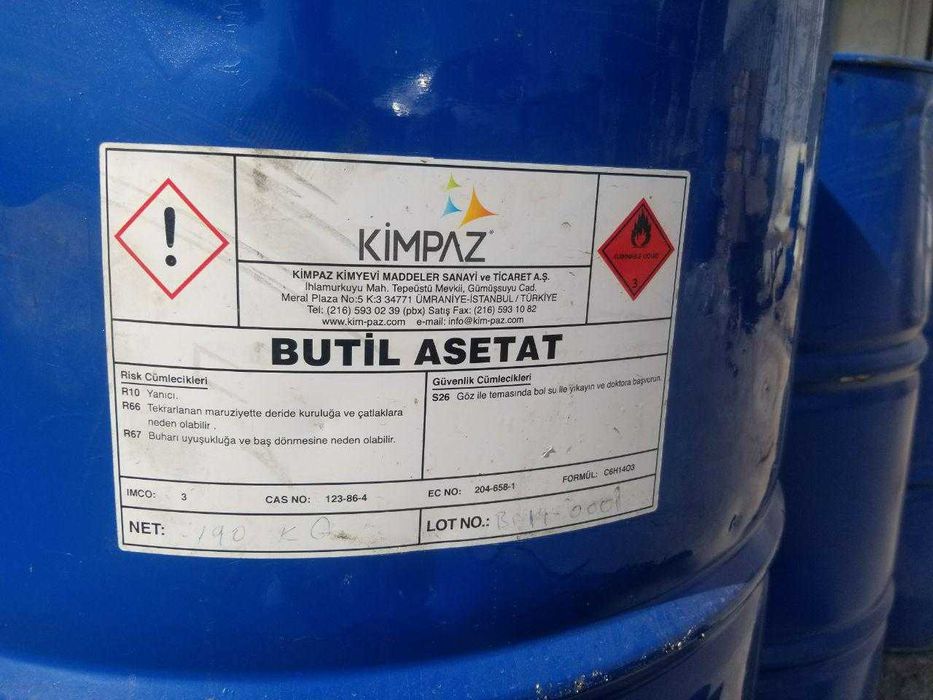 !
KİMPAZ®
KİMPAZ KİMYEVİ MADDELER SANAYİ ve TİCARET A.Ş.
Ihlamurkuyu Mah. Tepeüstü Mevkii, Gümüşsuyu Cad.
Meral Plaza No:5 K:3 34771 ÜMRANİYE-İSTANBUL / TÜRKİYE
Tel: (216) 593 02 39 (pbx) Satış Fax: (216) 593 10 82
www.kim-paz.com e-mail: info@kim-paz.com
FLAMMABLE LIQUID
3
BUTİL ASETAT
Risk Cümlecikleri
R10 Yanıcı.
R66 Tekrarlanan maruziyette deride kuruluğa ve çatlaklara
neden olabilir .
R67 Buharı uyuşukluğa ve baş dönmesine neden olabilir.
Güvenlik Cümlecikleri
S26 Göz ile temasında bol su ile yıkayın ve doktora başvorun.
IMCO: 3 CAS NO: 123-86-4 EC NO: 204-658-1 FORMÜL: C6H14O3
NET: 190 KG
LOT NO.: